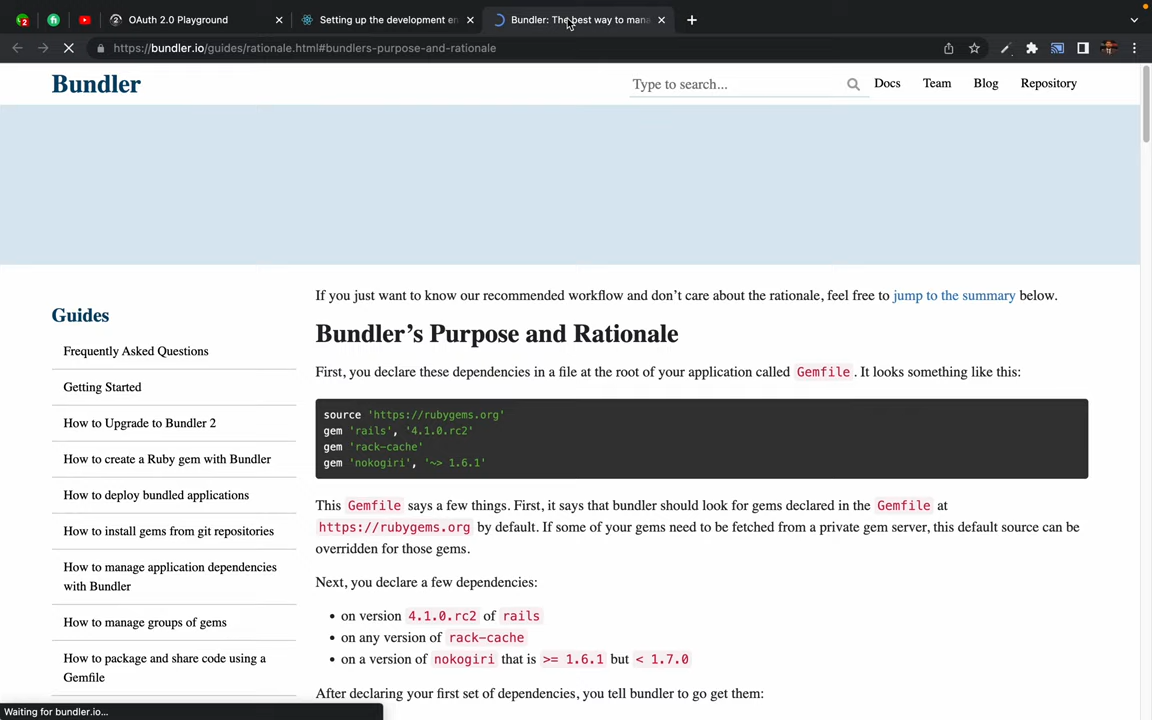 2
OAuth 2.0 Playground
Setting up the development en
Bundler: The best way to mana
https://bundler.io/guides/rationale.html#bundlers-purpose-and-rationale
Bundler
Type to search...
Docs
Team
Blog
Repository
If you just want to know our recommended workflow and don’t care about the rationale, feel free to jump to the summary below.
Guides
Frequently Asked Questions
Getting Started
How to Upgrade to Bundler 2
How to create a Ruby gem with Bundler
How to deploy bundled applications
How to install gems from git repositories
How to manage application dependencies
with Bundler
How to manage groups of gems
How to package and share code using a
Gemfile
Bundler’s Purpose and Rationale
First, you declare these dependencies in a file at the root of your application called Gemfile. It looks something like this:
source 'https://rubygems.org'
gem 'rails', '4.1.0.rc2'
gem 'rack-cache'
gem 'nokogiri', '~> 1.6.1'
This Gemfile says a few things. First, it says that bundler should look for gems declared in the Gemfile at
https://rubygems.org by default. If some of your gems need to be fetched from a private gem server, this default source can be
overridden for those gems.
Next, you declare a few dependencies:
• on version 4.1.0.rc2 of rails
• on any version of rack-cache
• on a version of nokogiri that is >= 1.6.1 but < 1.7.0
After declaring your first set of dependencies, you tell bundler to go get them:
Waiting for bundler.io...